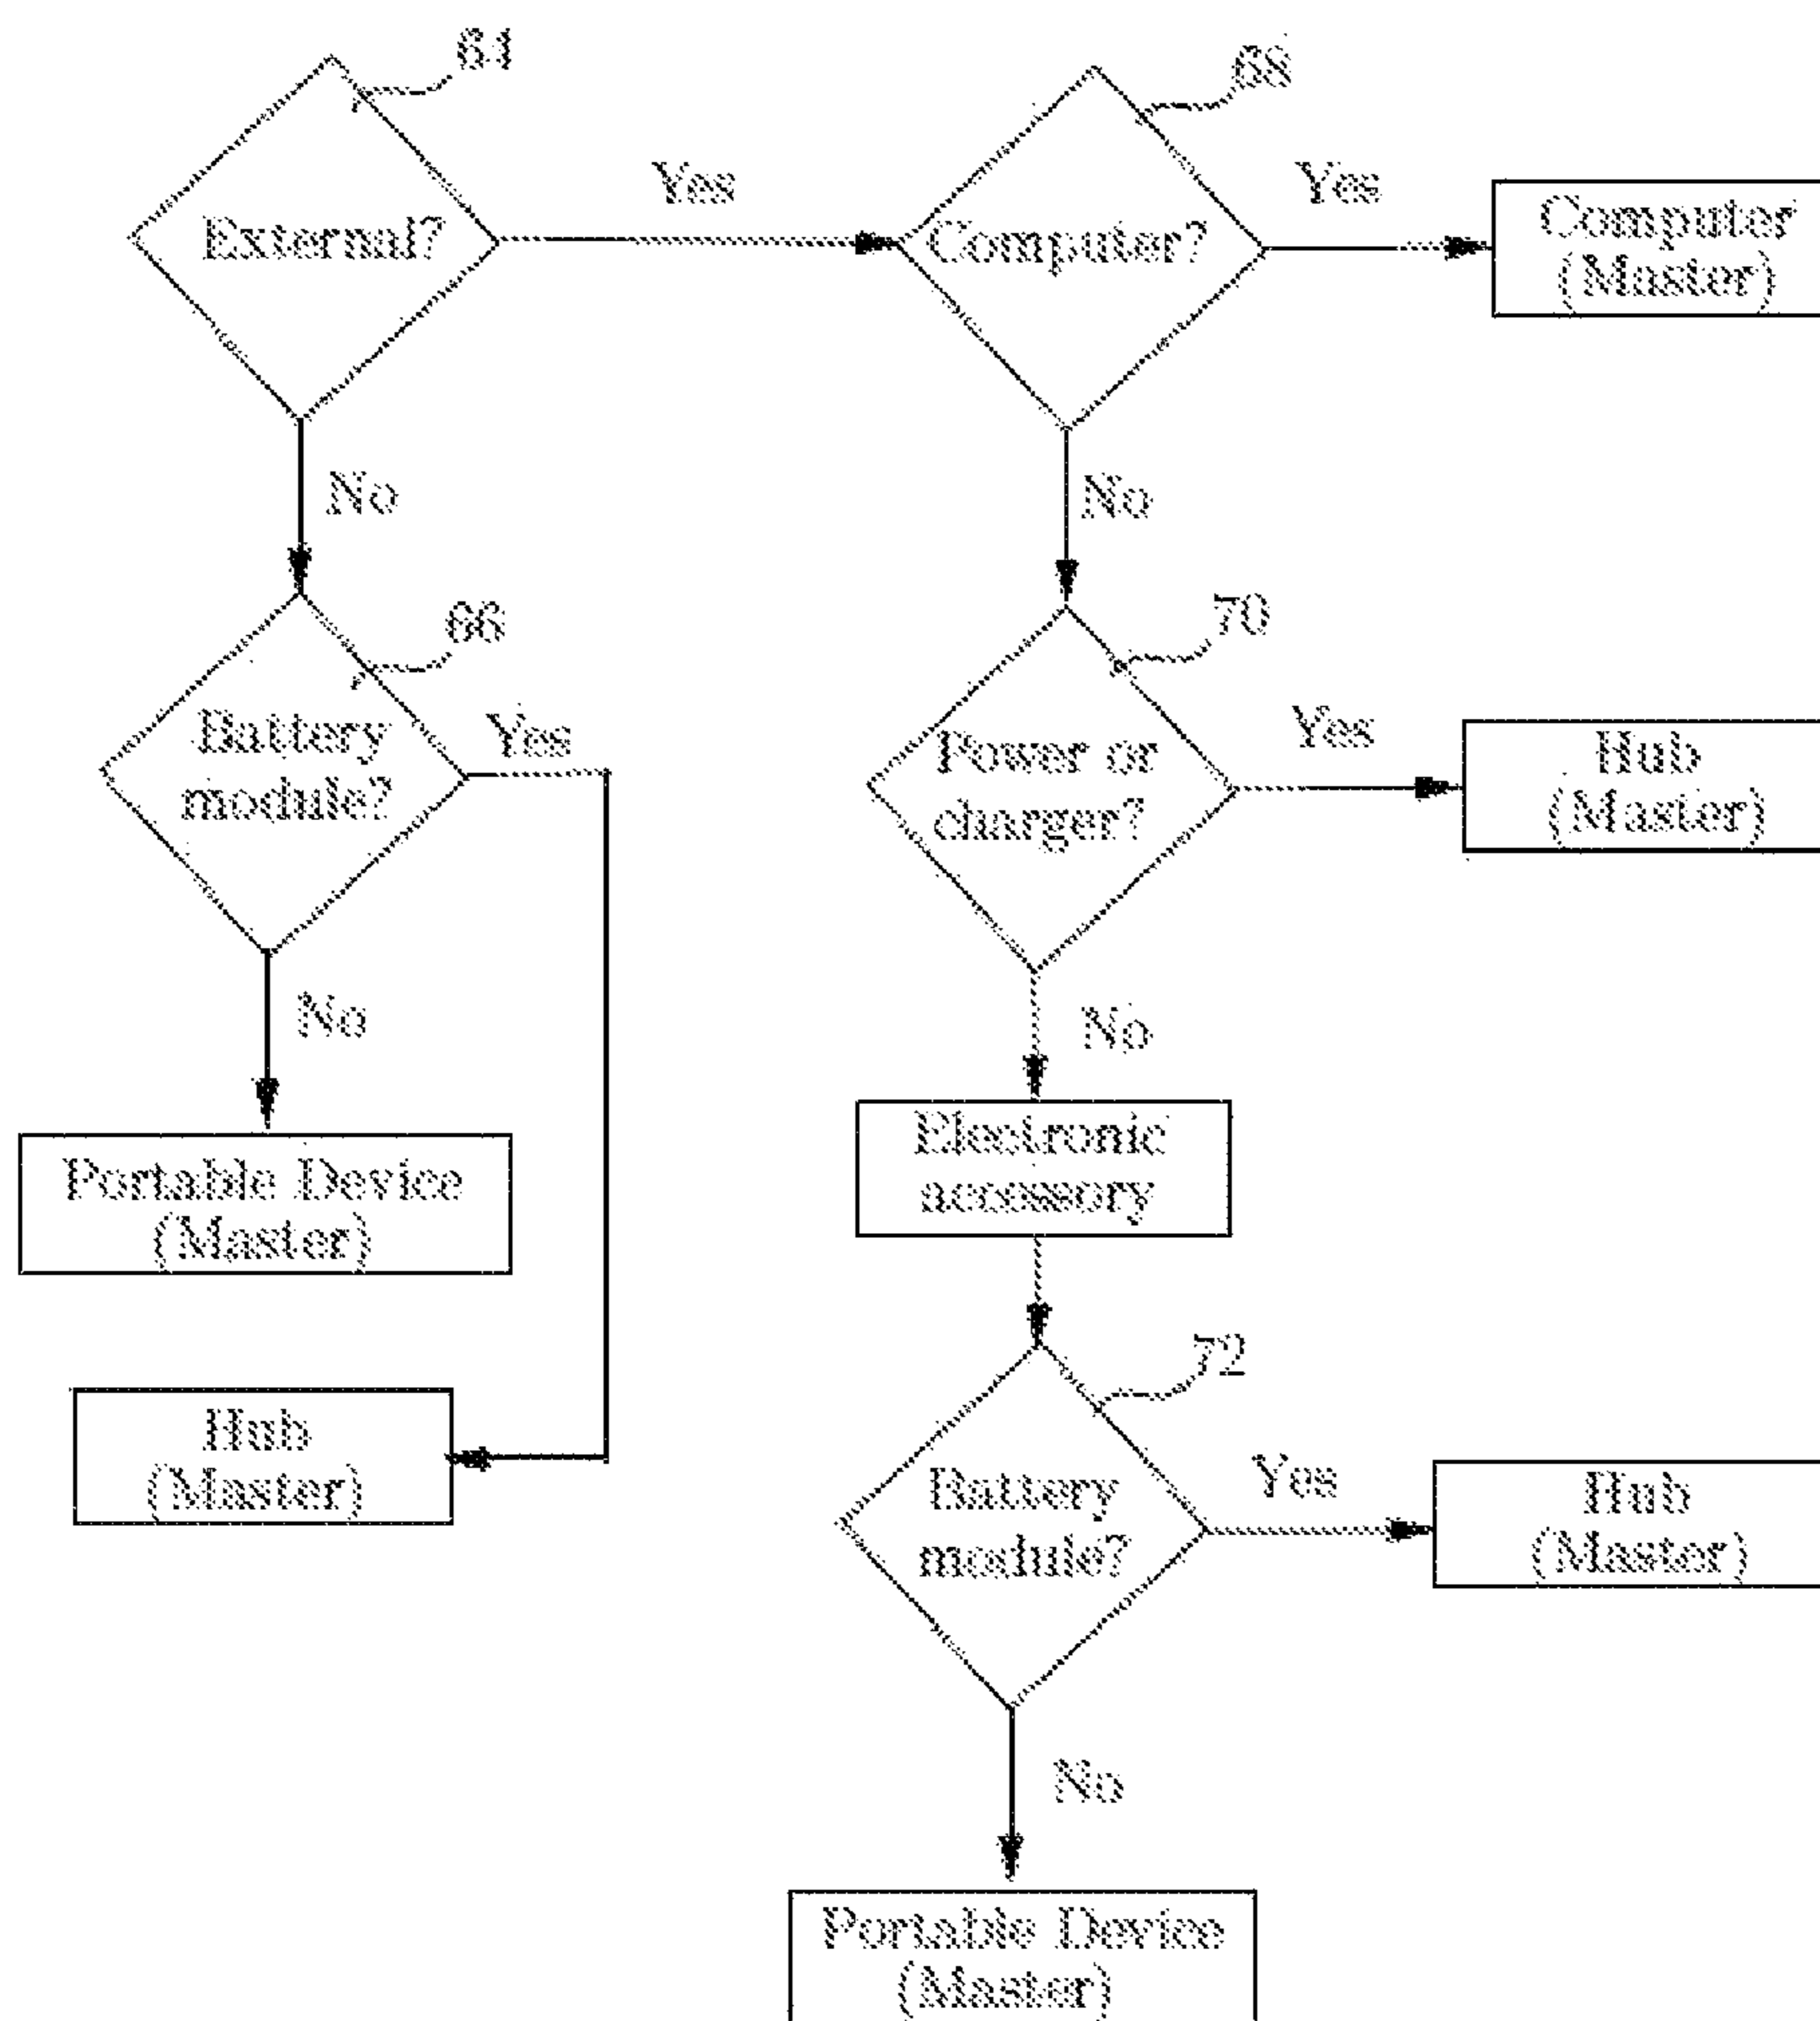 64
68
External?
Yes
Computer?
Yes
Computer
(Master)
No
No
66
70
Battery
module?
Yes
Power or
charger?
Yes
Hub
(Master)
No
No
Portable Device
(Master)
Electronic
accessory
72
Hub
(Master)
Battery
module?
Yes
Hub
(Master)
No
Portable Device
(Master)